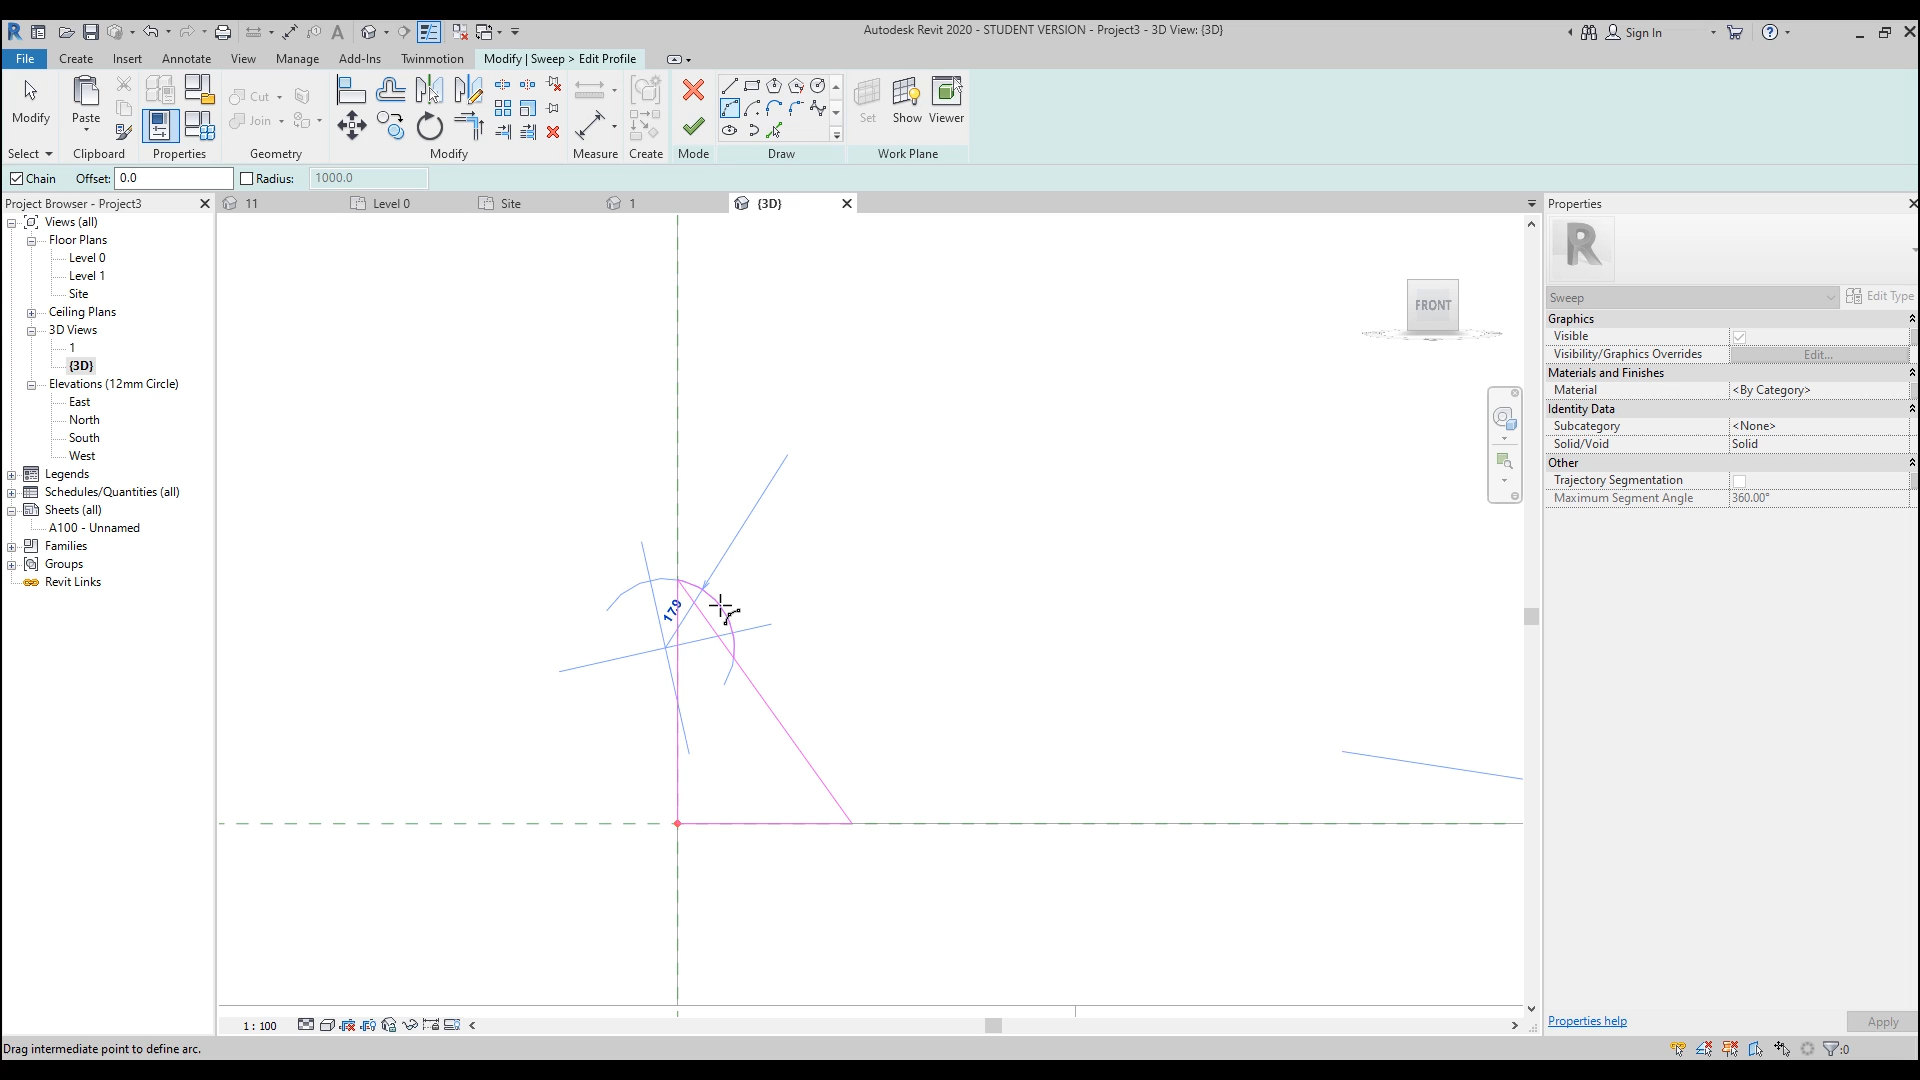 Autodesk Revit 2020 - STUDENT VERSION - Project3 - 3D View: {3D}
Sign In
File Create Insert Annotate View Manage Add-Ins Twinmotion Modify | Sweep > Edit Profile
Modify
Paste
Cut
Join
Set Show Viewer
Select Clipboard Properties Geometry Modify Measure Create Mode Draw Work Plane
Chain Offset: 0.0 Radius: 1000.0
Project Browser - Project3
11 Level 0 Site 1 {3D}
Properties
Views (all)
Floor Plans
Level 0
Level 1
Site
Ceiling Plans
3D Views
1
{3D}
Elevations (12mm Circle)
East
North
South
West
Legends
Schedules/Quantities (all)
Sheets (all)
A100 - Unnamed
Families
Groups
Revit Links
FRONT
17.9
R
Sweep Edit Type
Graphics
Visible
Visibility/Graphics Overrides Edit...
Materials and Finishes
Material <By Category>
Identity Data
Subcategory <None>
Solid/Void Solid
Other
Trajectory Segmentation
Maximum Segment Angle 360.00°
Properties help Apply
1 : 100
Drag intermediate point to define arc.
:0